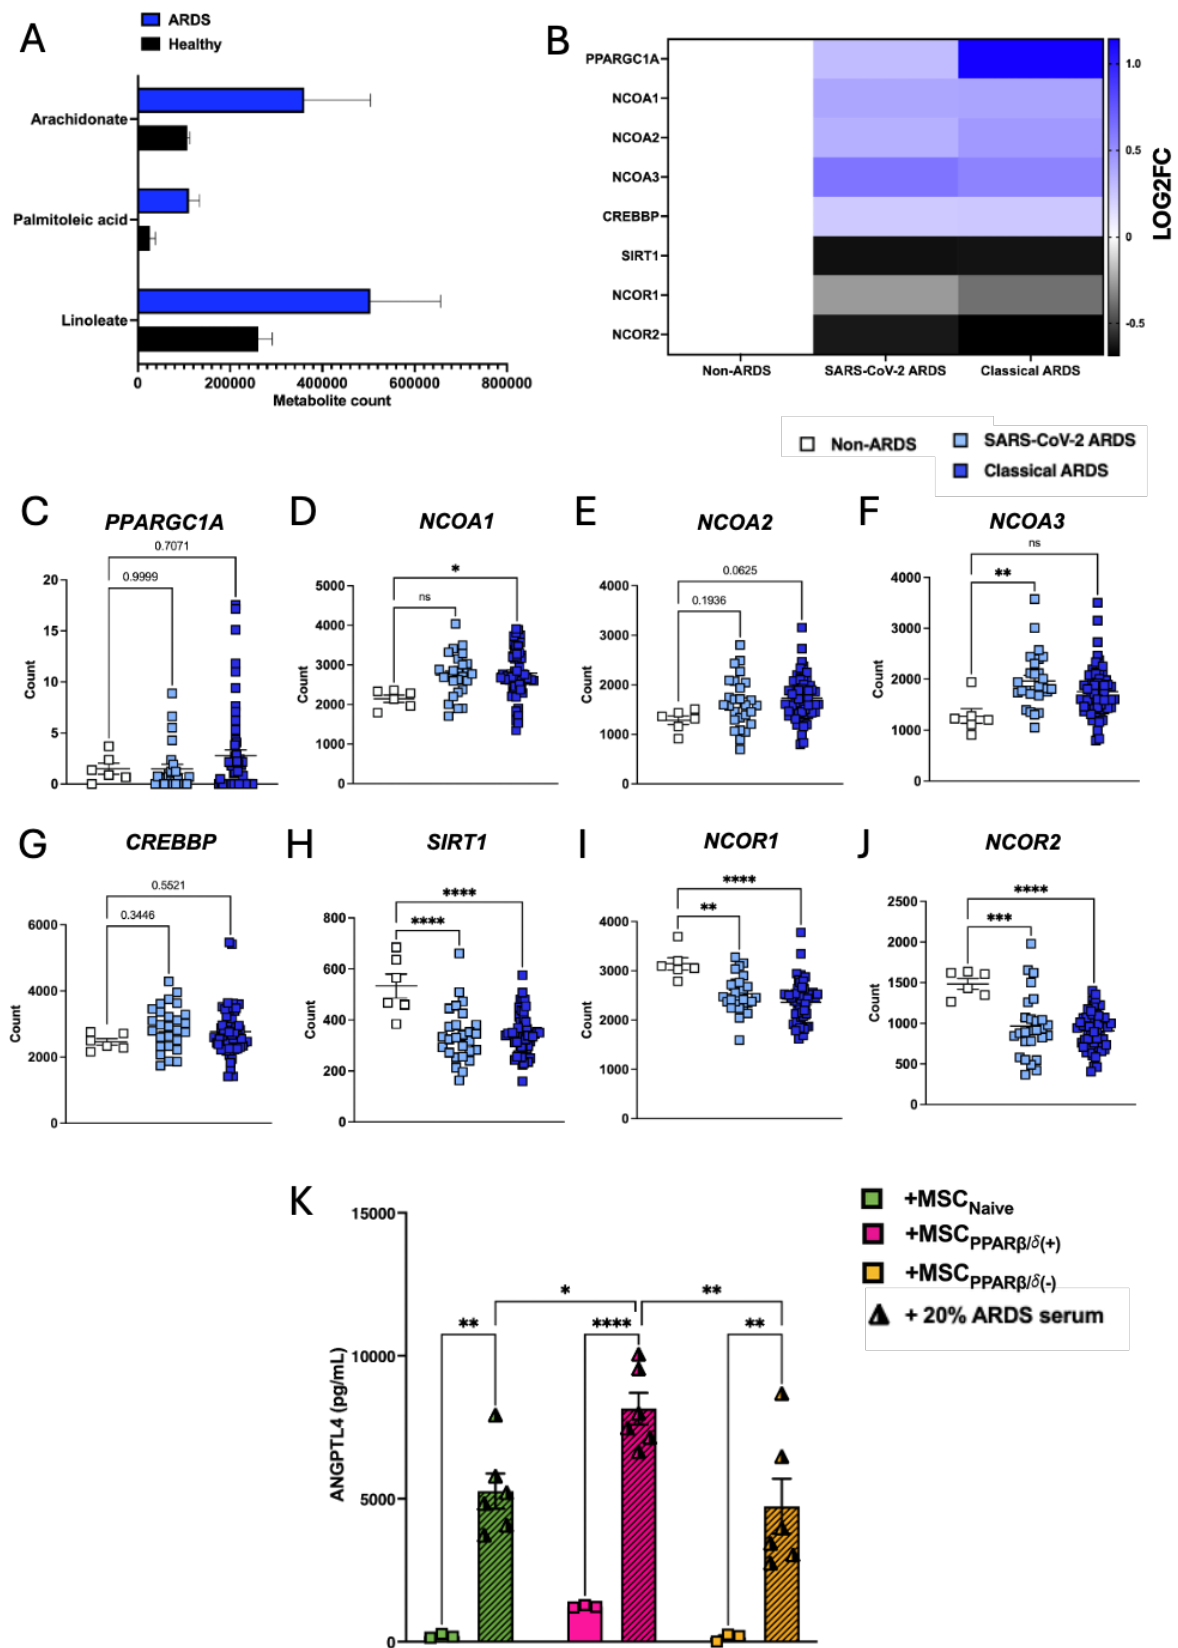 A
ARDS
Healthy
Arachidonate
Palmitoleic acid
Linoleate
0 200000 400000 600000 800000
Metabolite count
B
PPARGC1A
NCOA1
NCOA2
NCOA3
CREBBP
SIRT1
NCOR1
NCOR2
Non-ARDS SARS-CoV-2 ARDS Classical ARDS
1.0
0.5
0
-0.5
LOG2FC
Non-ARDS
SARS-CoV-2 ARDS
Classical ARDS
C
PPARGC1A
0.7071
0.9999
20
15
10
5
0
Count
D
NCOA1
*
ns
5000
4000
3000
2000
1000
0
Count
E
NCOA2
0.0625
0.1936
4000
3000
2000
1000
0
Count
F
NCOA3
ns
**
4000
3000
2000
1000
0
Count
G
CREBBP
0.5521
0.3446
6000
4000
2000
0
Count
H
SIRT1
****
****
800
600
400
200
0
Count
I
NCOR1
****
**
4000
3000
2000
1000
0
Count
J
NCOR2
****
***
2500
2000
1500
1000
500
0
Count
K
15000
10000
5000
0
ANGPTL4 (pg/mL)
* **
** **** **
+MSCNaive
+MSCPPARβ/δ(+)
+MSCPPARβ/δ(-)
+ 20% ARDS serum